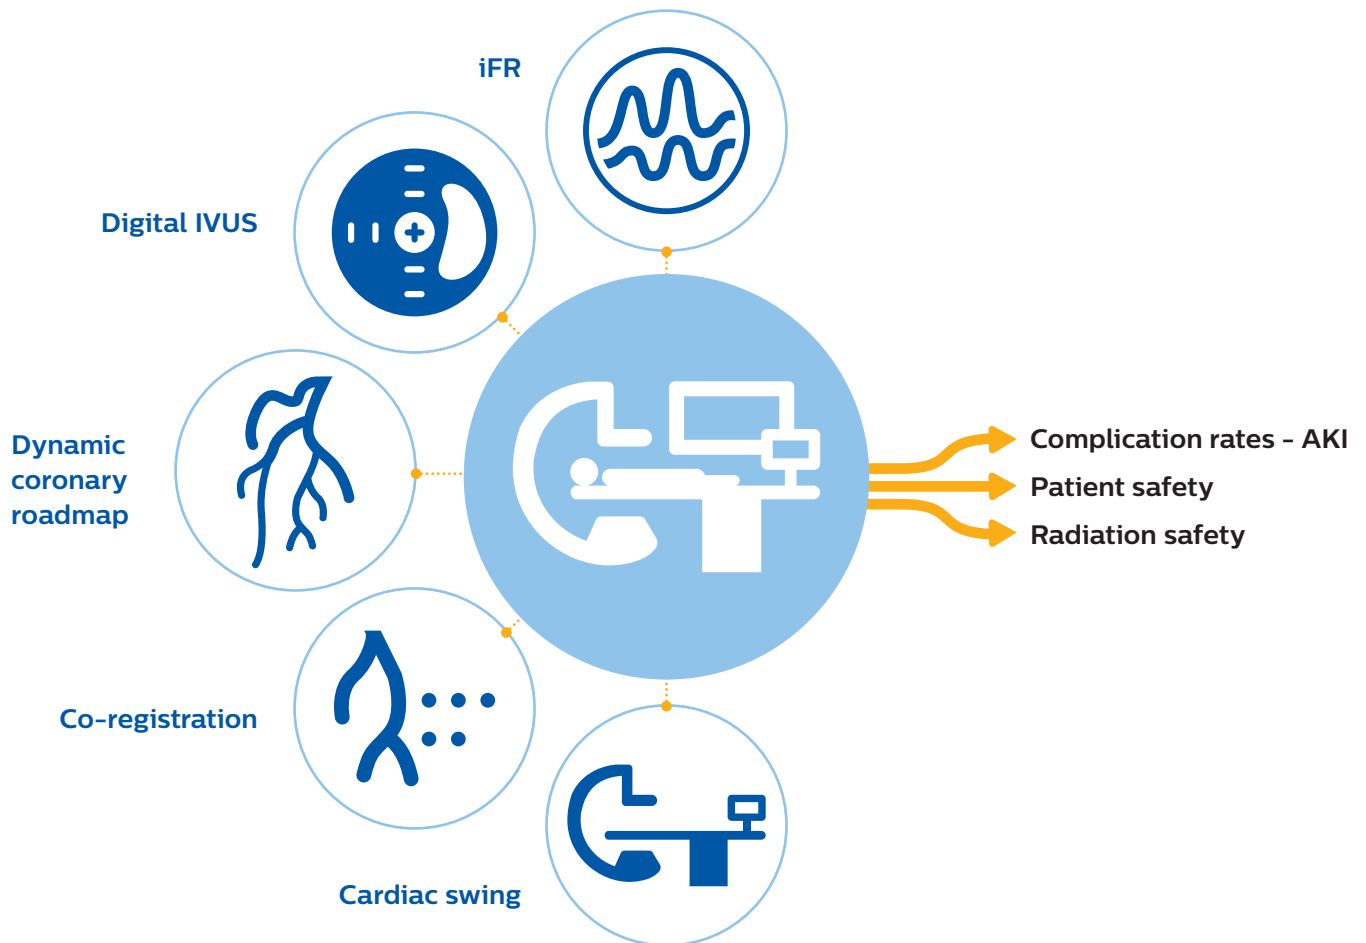 iFR
Digital IVUS
Dynamic
coronary
roadmap
Co-registration
Cardiac swing
Complication rates - AKI
Patient safety
Radiation safety